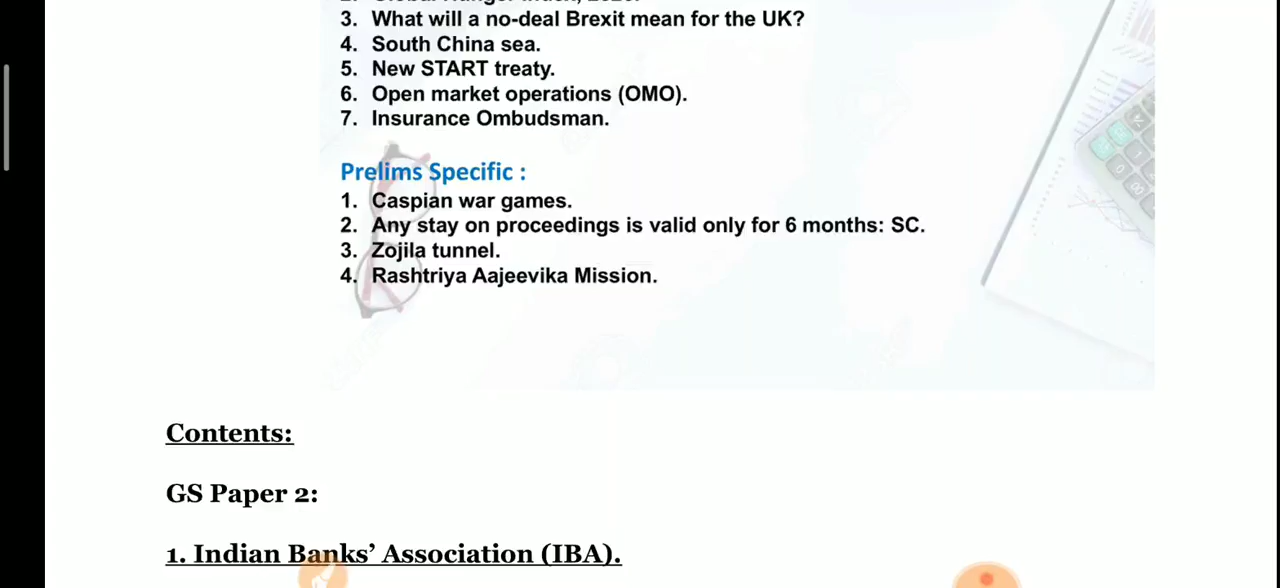 3. What will a no-deal Brexit mean for the UK?
4. South China sea.
5. New START treaty.
6. Open market operations (OMO).
7. Insurance Ombudsman.
Prelims Specific :
1. Caspian war games.
2. Any stay on proceedings is valid only for 6 months: SC.
3. Zojila tunnel.
4. Rashtriya Aajeevika Mission.
Contents:
GS Paper 2:
1. Indian Banks’ Association (IBA).